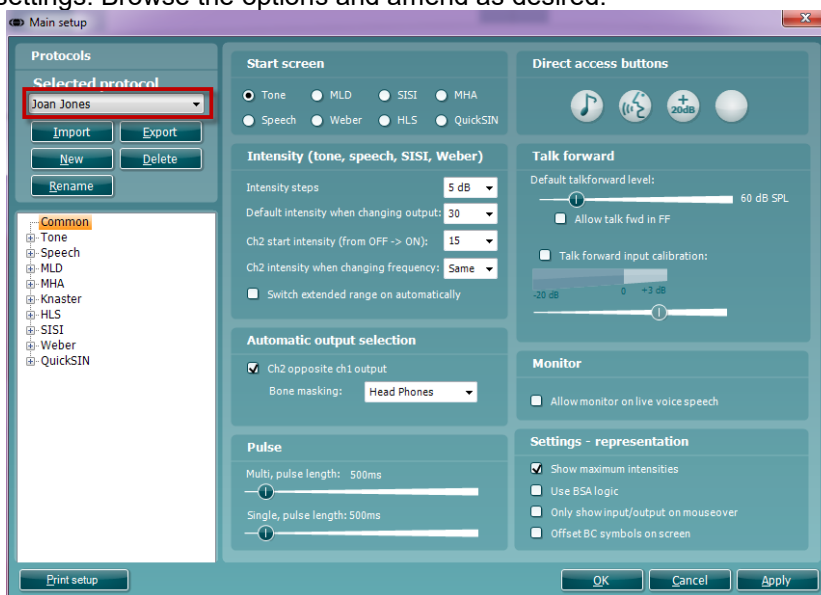 settings. Browse the options and amend as desired.
Main setup
Protocols
Selected protocol
Joan Jones
Import Export
New Delete
Rename
Common
Tone
Speech
MLD
MHA
Knaster
HLS
SISI
Weber
QuickSIN
Start screen
Tone MLD SISI MHA
Speech Weber HLS QuickSIN
Intensity (tone, speech, SISI, Weber)
Intensity steps 5 dB
Default intensity when changing output: 30
Ch2 start intensity (from OFF -> ON): 15
Ch2 intensity when changing frequency: Same
Switch extended range on automatically
Automatic output selection
Ch2 opposite ch1 output
Bone masking: Head Phones
Pulse
Multi, pulse length: 500ms
Single, pulse length: 500ms
Direct access buttons
+
20dB
Talk forward
Default talkforward level:
60 dB SPL
Allow talk fwd in FF
Talk forward input calibration:
-20 dB 0 +3 dB
Monitor
Allow monitor on live voice speech
Settings - representation
Show maximum intensities
Use BSA logic
Only show input/output on mouseover
Offset BC symbols on screen
Print setup
OK Cancel Apply